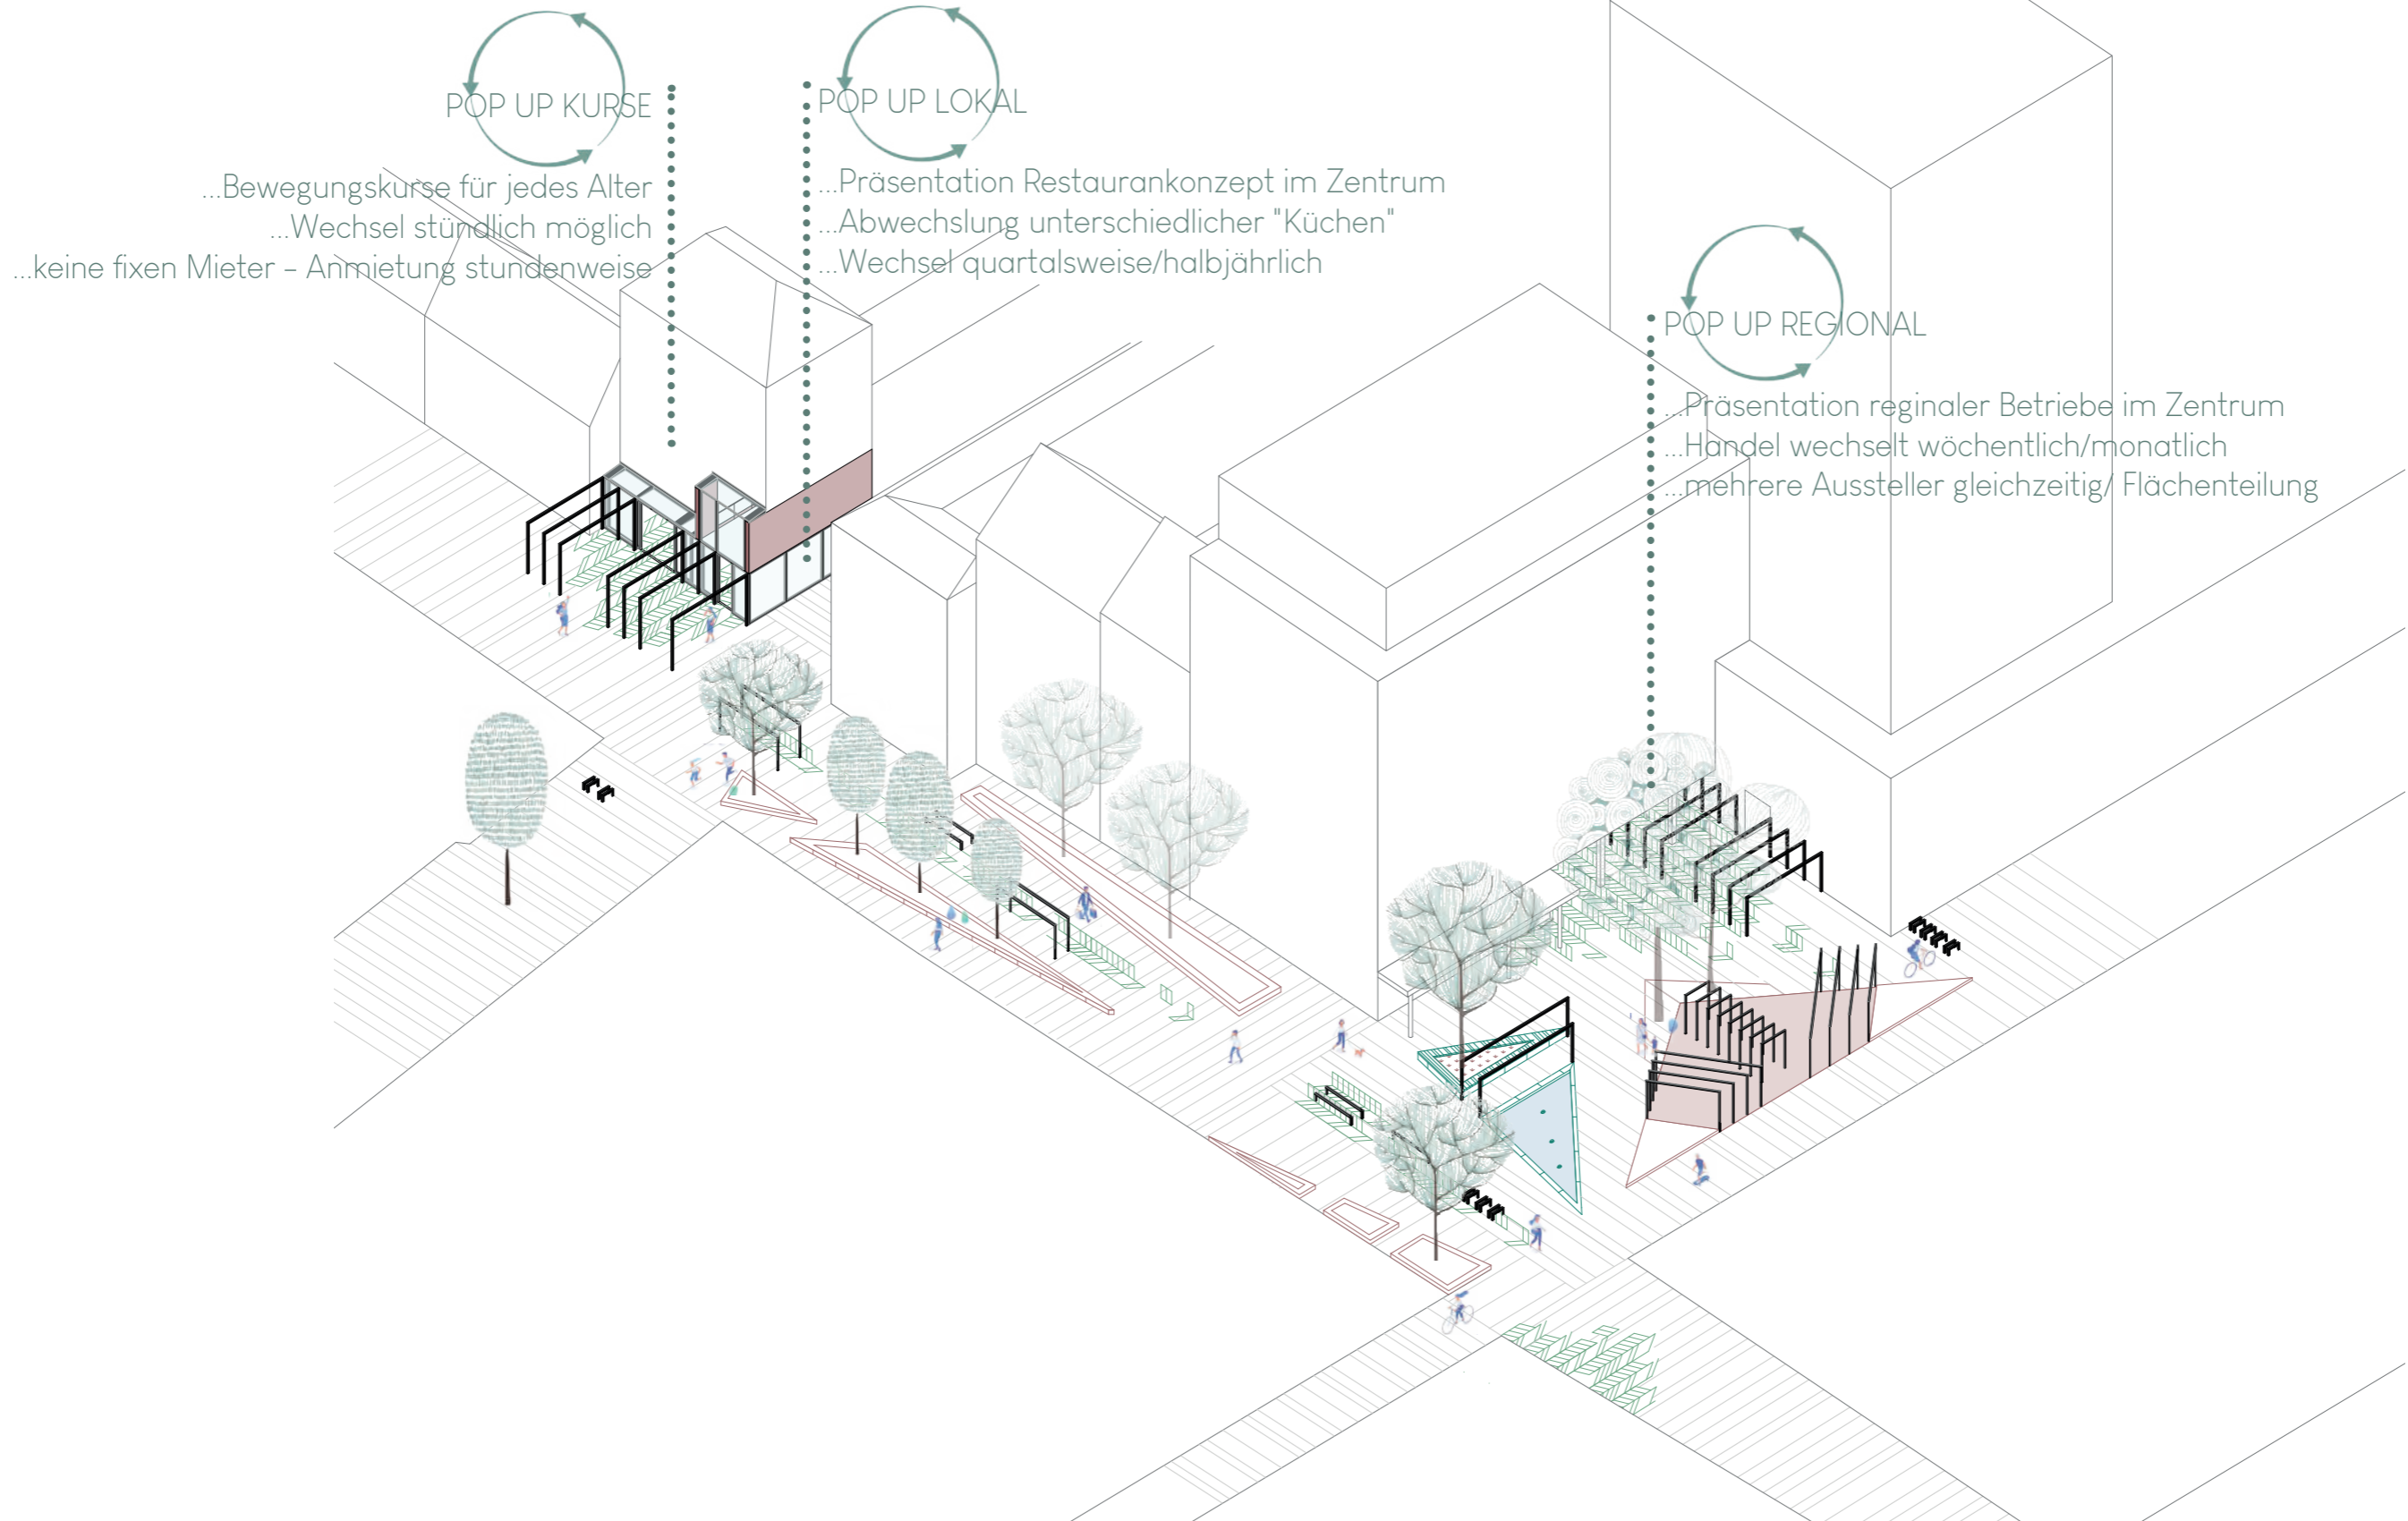 POP UP KURSE
...Bewegungskurse für jedes Alter
...Wechsel stündlich möglich
...keine fixen Mieter – Anmietung stundenweise
POP UP LOKAL
...Präsentation Restaurankonzept im Zentrum
...Abwechslung unterschiedlicher "Küchen"
...Wechsel quartalsweise/halbjährlich
POP UP REGIONAL
...Präsentation reginaler Betriebe im Zentrum
...Handel wechselt wöchentlich/monatlich
...mehrere Aussteller gleichzeitig/ Flächenteilung